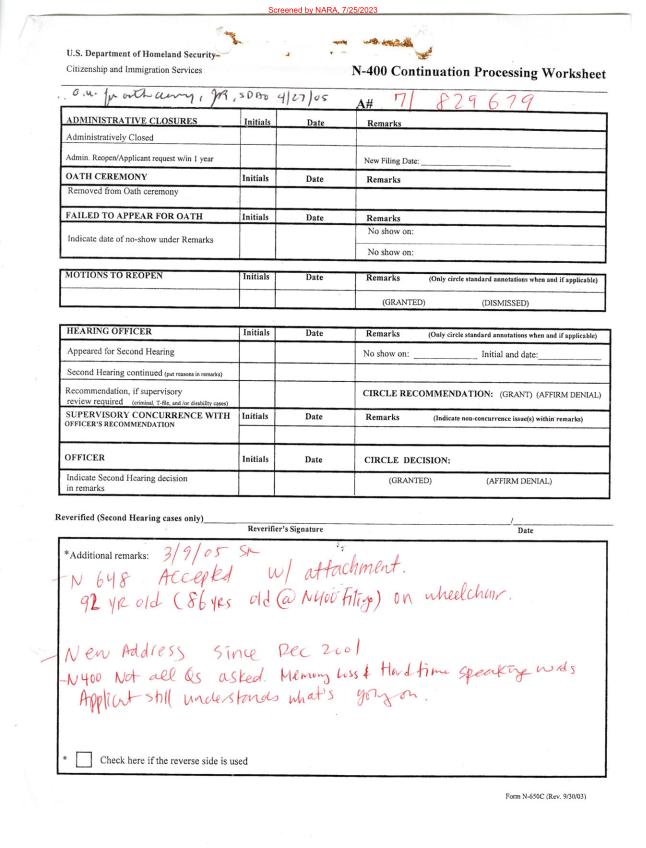 Screened by NARA, 7/25/2023
U.S. Department of Homeland Security
Citizenship and Immigration Services
N-400 Continuation Processing Worksheet
O.K. for oath cermy, JR, SDAO 4/27/05
A# 71 829679
ADMINISTRATIVE CLOSURES Initials Date Remarks
Administratively Closed
Admin. Reopen/Applicant request w/in 1 year New Filing Date:
OATH CEREMONY Initials Date Remarks
Removed from Oath ceremony
FAILED TO APPEAR FOR OATH Initials Date Remarks
No show on:
Indicate date of no-show under Remarks
No show on:
MOTIONS TO REOPEN Initials Date Remarks (Only circle standard annotations when and if applicable)
(GRANTED) (DISMISSED)
HEARING OFFICER Initials Date Remarks (Only circle standard annotations when and if applicable)
Appeared for Second Hearing No show on: Initial and date:
Second Hearing continued (put reasons in remarks)
Recommendation, if supervisory
review required (criminal, T-file, and /or disability cases) CIRCLE RECOMMENDATION: (GRANT) (AFFIRM DENIAL)
SUPERVISORY CONCURRENCE WITH Initials Date Remarks (Indicate non-concurrence issue(s) within remarks)
OFFICER'S RECOMMENDATION
OFFICER Initials Date CIRCLE DECISION:
Indicate Second Hearing decision (GRANTED) (AFFIRM DENIAL)
in remarks
Reverified (Second Hearing cases only) /
Reverifier's Signature Date
*Additional remarks: 3/9/05 SA
- N 648 Accepted w/ attachment.
92 yr old (86 yrs old @ N400 Filing) on wheelchair.
- New Address Since Dec 2001
- N400 Not all Qs asked. Memory Loss & Hard time speaking words
Applicant still understands what's going on.
* Check here if the reverse side is used
Form N-650C (Rev. 9/30/03)